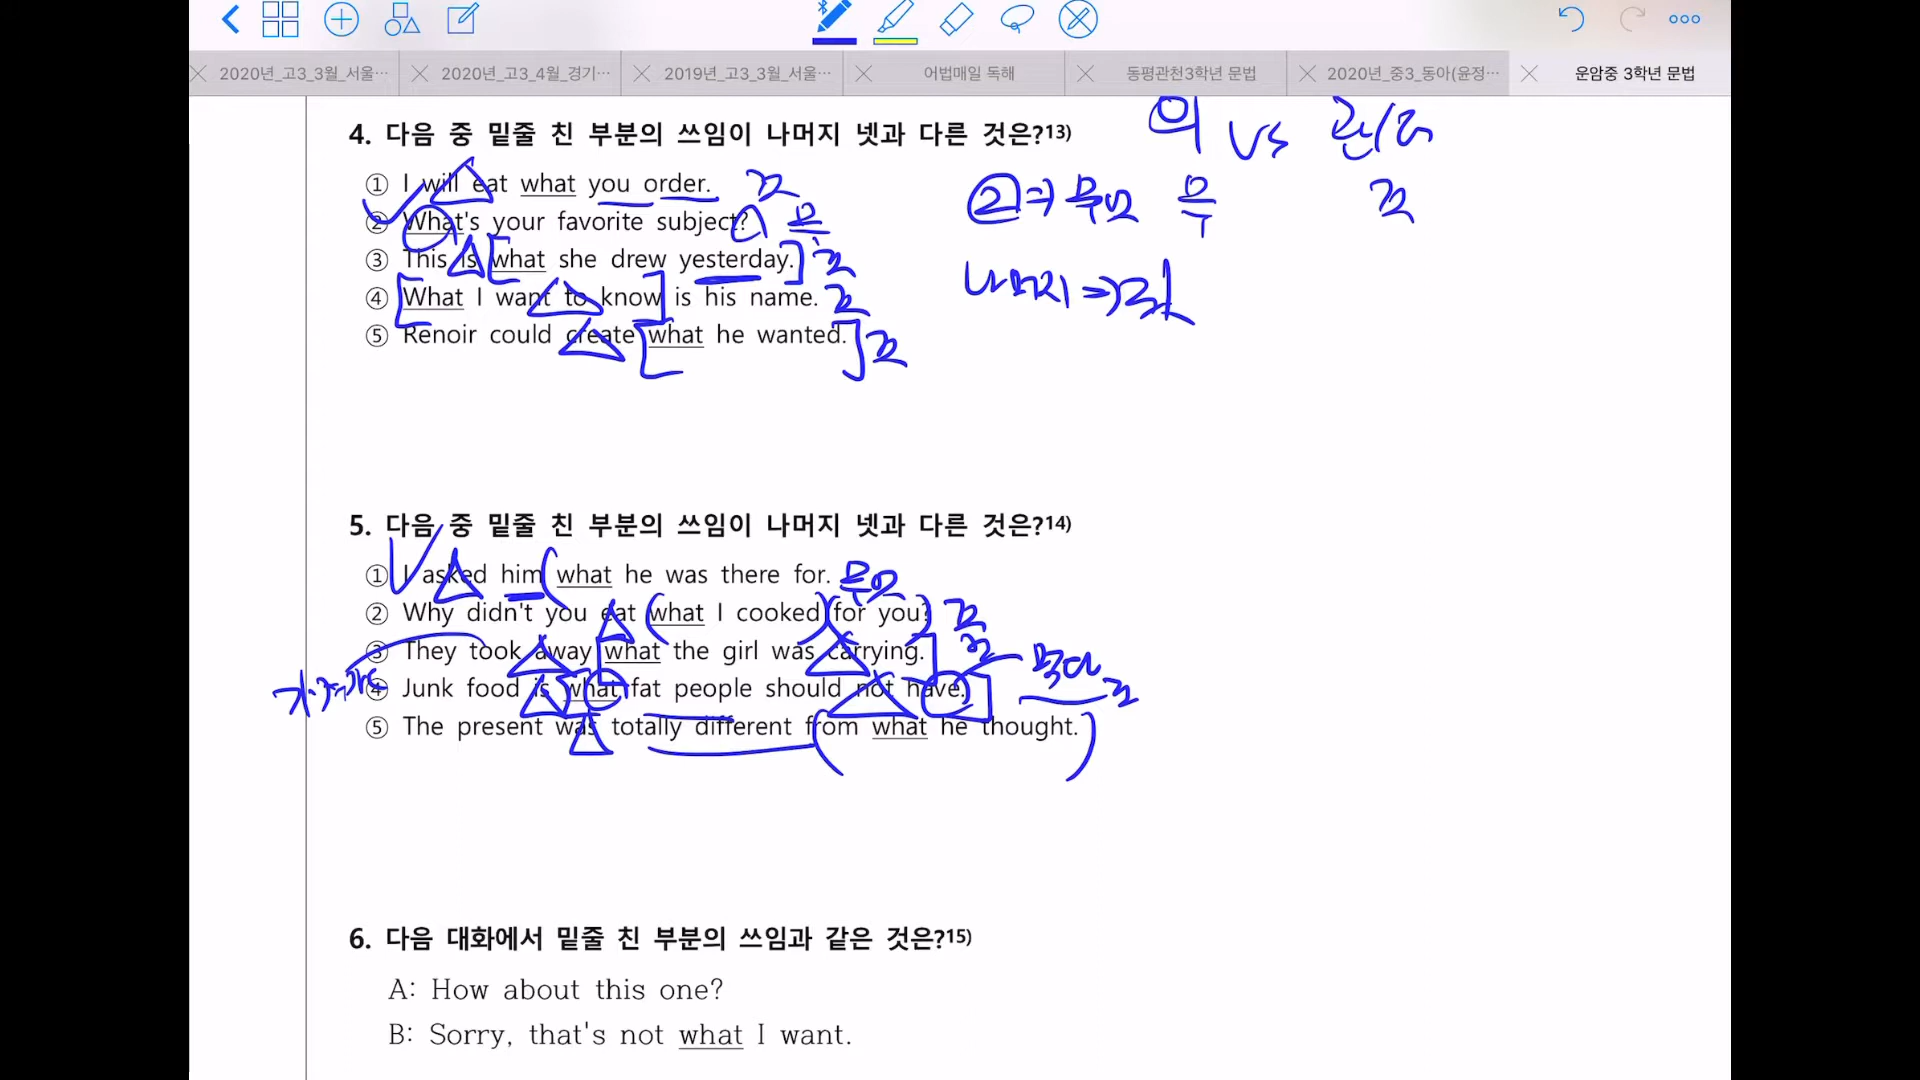 2020년_고3_3월_서울… 2020년_고3_4월_경기… 2019년_고3_3월_서울… 어법매일 독해 동평관천3학년 문법 2020년_중3_동아(윤정… 운암중 3학년 문법
의 vs 관/대
4. 다음 중 밑줄 친 부분의 쓰임이 나머지 넷과 다른 것은?13)
① I will eat what you order.
② What's your favorite subject?
③ This is what she drew yesterday.
④ What I want to know is his name.
⑤ Renoir could create what he wanted.
② ⇒
나머지 ⇒ 것
5. 다음 중 밑줄 친 부분의 쓰임이 나머지 넷과 다른 것은?14)
① I asked him what he was there for.
② Why didn't you eat what I cooked for you?
③ They took away what the girl was carrying.
④ Junk food is what fat people should not have.
⑤ The present was totally different from what he thought.
6. 다음 대화에서 밑줄 친 부분의 쓰임과 같은 것은?15)
A: How about this one?
B: Sorry, that's not what I want.